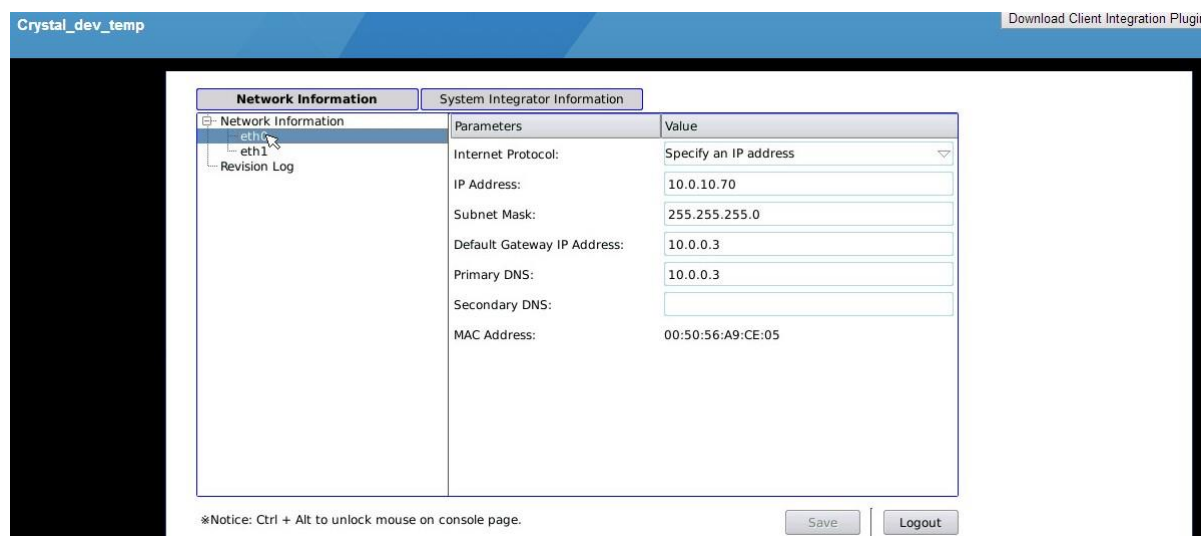 Crystal_dev_temp
Download Client Integration Plugi
Network Information
System Integrator Information
Network Information
eth0
eth1
Revision Log
Parameters Value
Internet Protocol: Specify an IP address
IP Address: 10.0.10.70
Subnet Mask: 255.255.255.0
Default Gateway IP Address: 10.0.0.3
Primary DNS: 10.0.0.3
Secondary DNS:
MAC Address: 00:50:56:A9:CE:05
※Notice: Ctrl + Alt to unlock mouse on console page.
Save
Logout